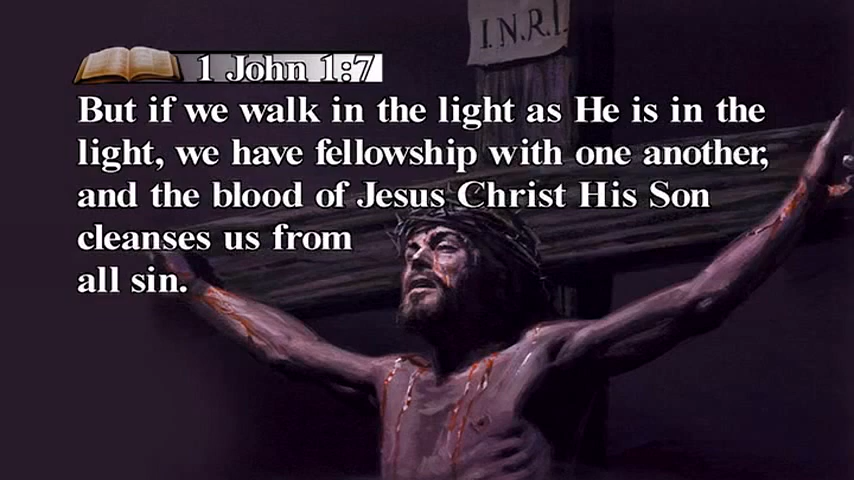 I.N.R.I.
1 John 1:7
But if we walk in the light as He is in the
light, we have fellowship with one another,
and the blood of Jesus Christ His Son
cleanses us from
all sin.